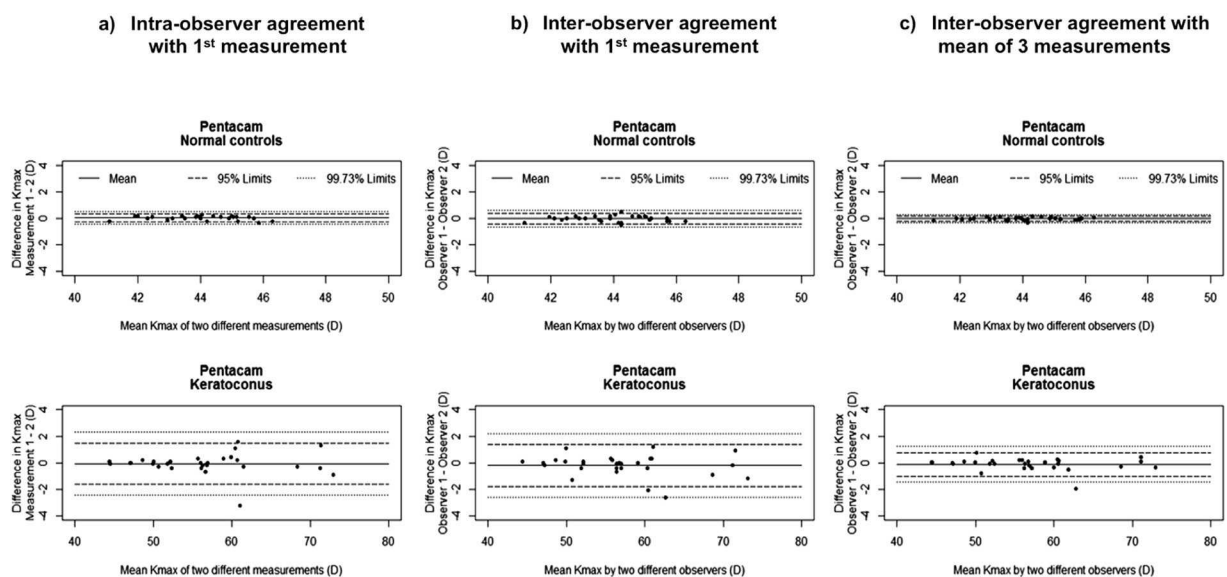 a) Intra-observer agreement
with 1st measurement
b) Inter-observer agreement
with 1st measurement
c) Inter-observer agreement with
mean of 3 measurements
Pentacam
Normal controls
Difference in Kmax
Measurement 1 - 2 (D)
4
2
0
-2
-4
Mean
95% Limits
99.73% Limits
40
42
44
46
48
50
Mean Kmax of two different measurements (D)
Pentacam
Normal controls
Difference in Kmax
Observer 1 - Observer 2 (D)
4
2
0
-2
-4
Mean
95% Limits
99.73% Limits
40
42
44
46
48
50
Mean Kmax by two different observers (D)
Pentacam
Normal controls
Difference in Kmax
Observer 1 - Observer 2 (D)
4
2
0
-2
-4
Mean
95% Limits
99.73% Limits
40
42
44
46
48
50
Mean Kmax by two different observers (D)
Pentacam
Keratoconus
Difference in Kmax
Measurement 1 - 2 (D)
4
2
0
-2
-4
40
50
60
70
80
Mean Kmax of two different measurements (D)
Pentacam
Keratoconus
Difference in Kmax
Observer 1 - Observer 2 (D)
4
2
0
-2
-4
40
50
60
70
80
Mean Kmax by two different observers (D)
Pentacam
Keratoconus
Difference in Kmax
Observer 1 - Observer 2 (D)
4
2
0
-2
-4
40
50
60
70
80
Mean Kmax by two different observers (D)